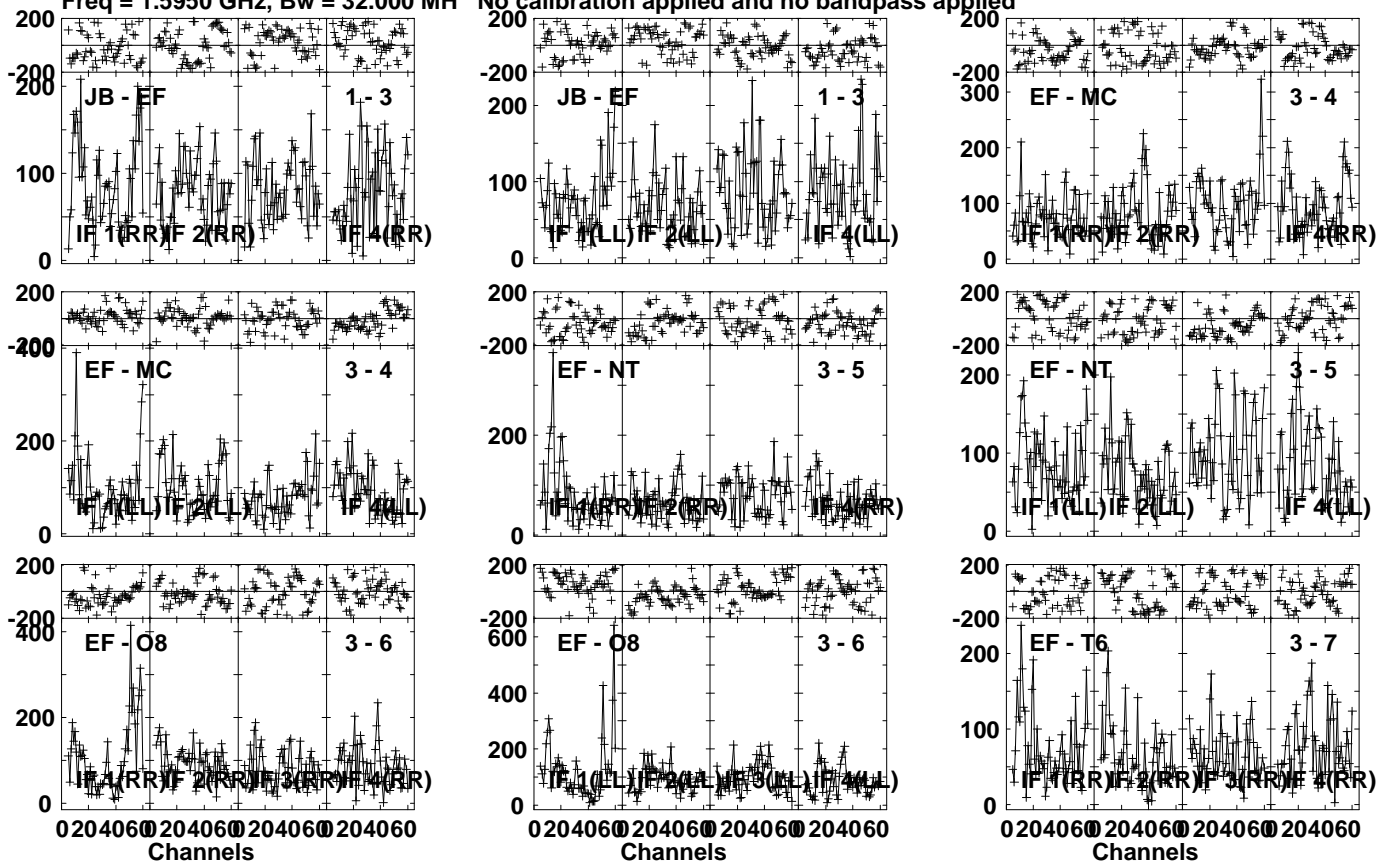 Freq = 1.5950 GHz, Bw = 32.000 MH No calibration applied and no bandpass applied
200
-200
200
100
0
JB - EF 1 - 3
IF 1(RR) IF 2(RR) IF 4(RR)
200
-200
200
100
0
JB - EF 1 - 3
IF 1(LL) IF 2(LL) IF 4(LL)
200
-200
300
200
100
0
EF - MC 3 - 4
IF 1(RR) IF 2(RR) IF 4(RR)
200
-200
400
200
0
EF - MC 3 - 4
IF 1(LL) IF 2(LL) IF 4(LL)
200
-200
200
0
EF - NT 3 - 5
IF 1(RR) IF 2(RR) IF 4(RR)
200
-200
200
100
0
EF - NT 3 - 5
IF 1(LL) IF 2(LL) IF 4(LL)
200
-200
400
200
0
EF - O8 3 - 6
IF 1(RR) IF 2(RR) IF 3(RR) IF 4(RR)
0 20 40 60 0 20 40 60 0 20 40 60 0 20 40 60
Channels
200
-200
600
400
200
0
EF - O8 3 - 6
IF 1(LL) IF 2(LL) IF 3(LL) IF 4(LL)
0 20 40 60 0 20 40 60 0 20 40 60 0 20 40 60
Channels
200
-200
200
100
0
EF - T6 3 - 7
IF 1(RR) IF 2(RR) IF 3(RR) IF 4(RR)
0 20 40 60 0 20 40 60 0 20 40 60 0 20 40 60
Channels